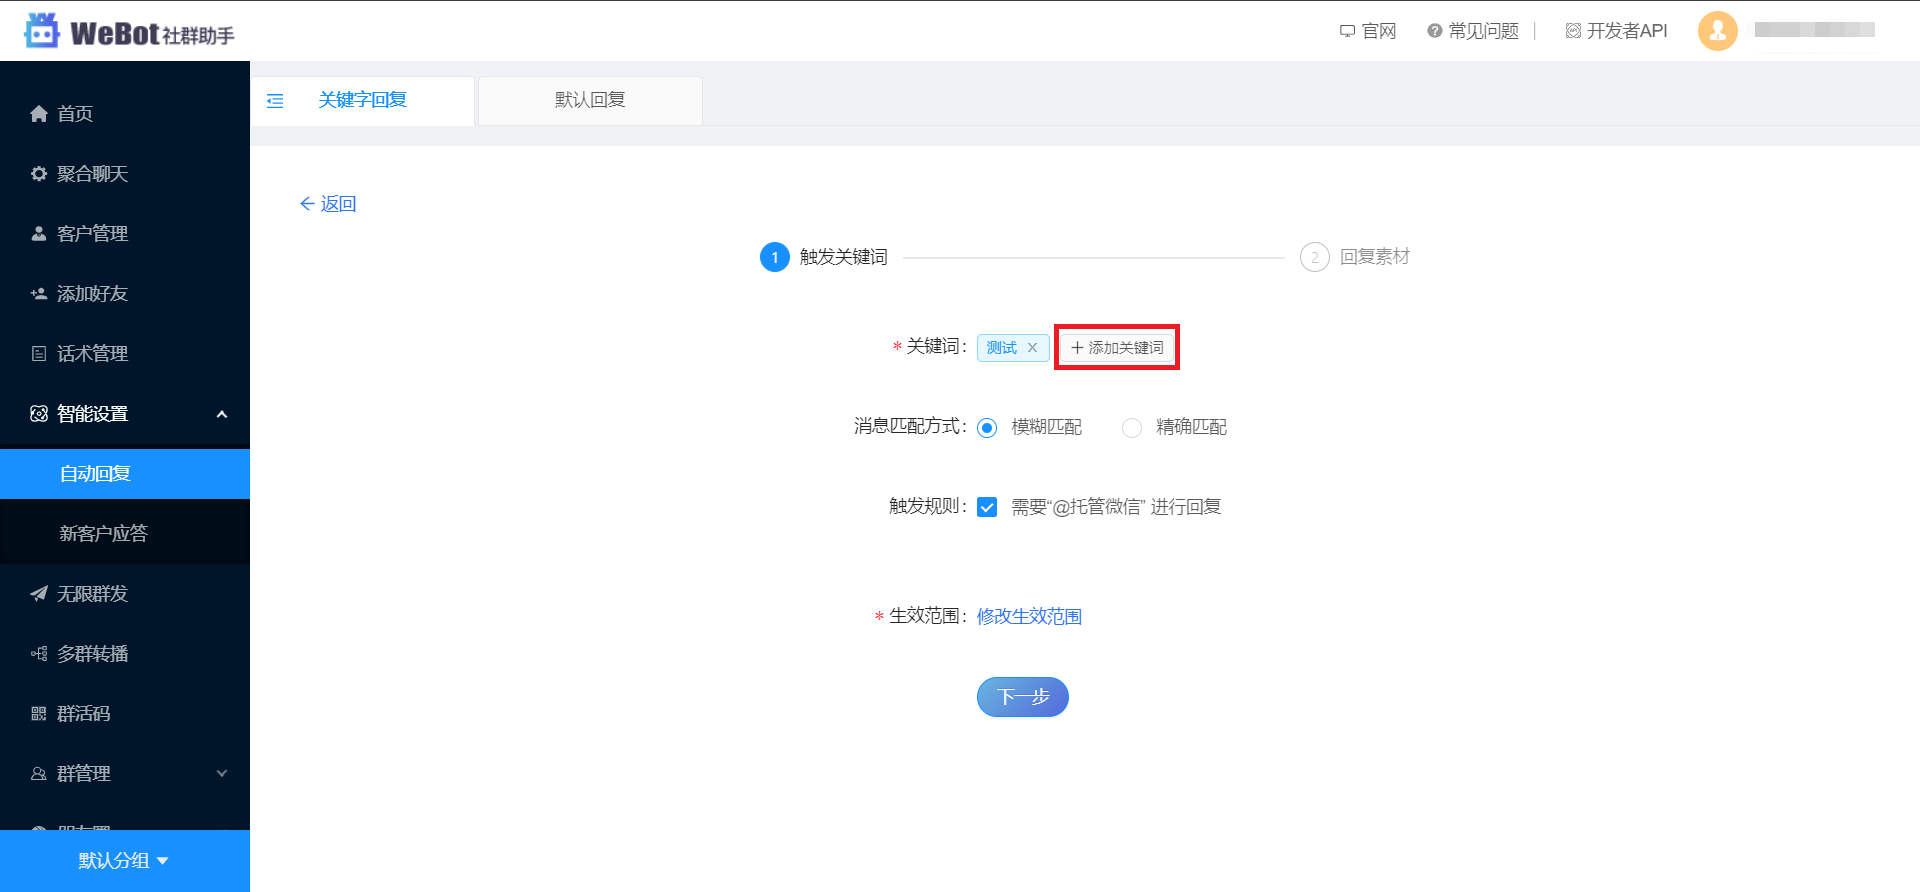 WeBot社群助手
官网
常见问题
开发者API
首页
聚合聊天
客户管理
添加好友
话术管理
智能设置
自动回复
新客户应答
无限群发
多群转播
群活码
群管理
默认分组
关键字回复
默认回复
返回
1 触发关键词
2 回复素材
* 关键词: 测试 × + 添加关键词
消息匹配方式: 模糊匹配 精确匹配
触发规则: 需要“@托管微信” 进行回复
* 生效范围: 修改生效范围
下一步